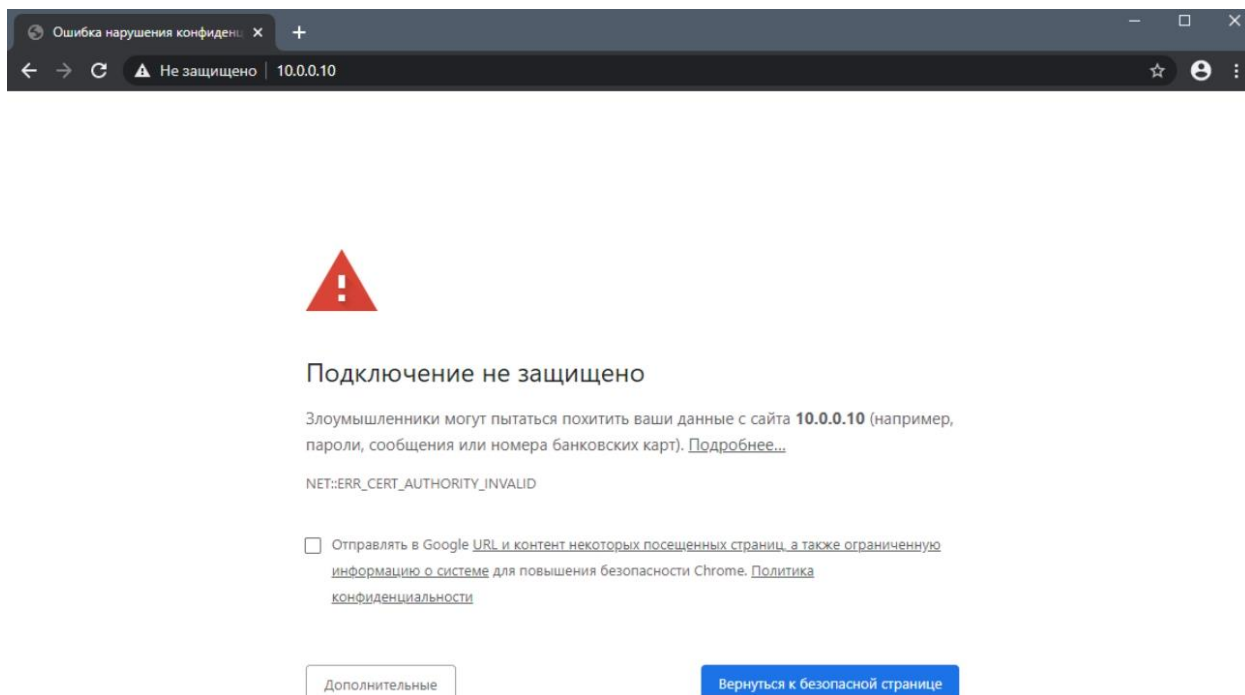 Ошибка нарушения конфиденц
Не защищено 10.0.0.10
Подключение не защищено
Злоумышленники могут пытаться похитить ваши данные с сайта 10.0.0.10 (например,
пароли, сообщения или номера банковских карт). Подробнее...
NET::ERR_CERT_AUTHORITY_INVALID
Отправлять в Google URL и контент некоторых посещенных страниц, а также ограниченную
информацию о системе для повышения безопасности Chrome. Политика
конфиденциальности
Дополнительные
Вернуться к безопасной странице